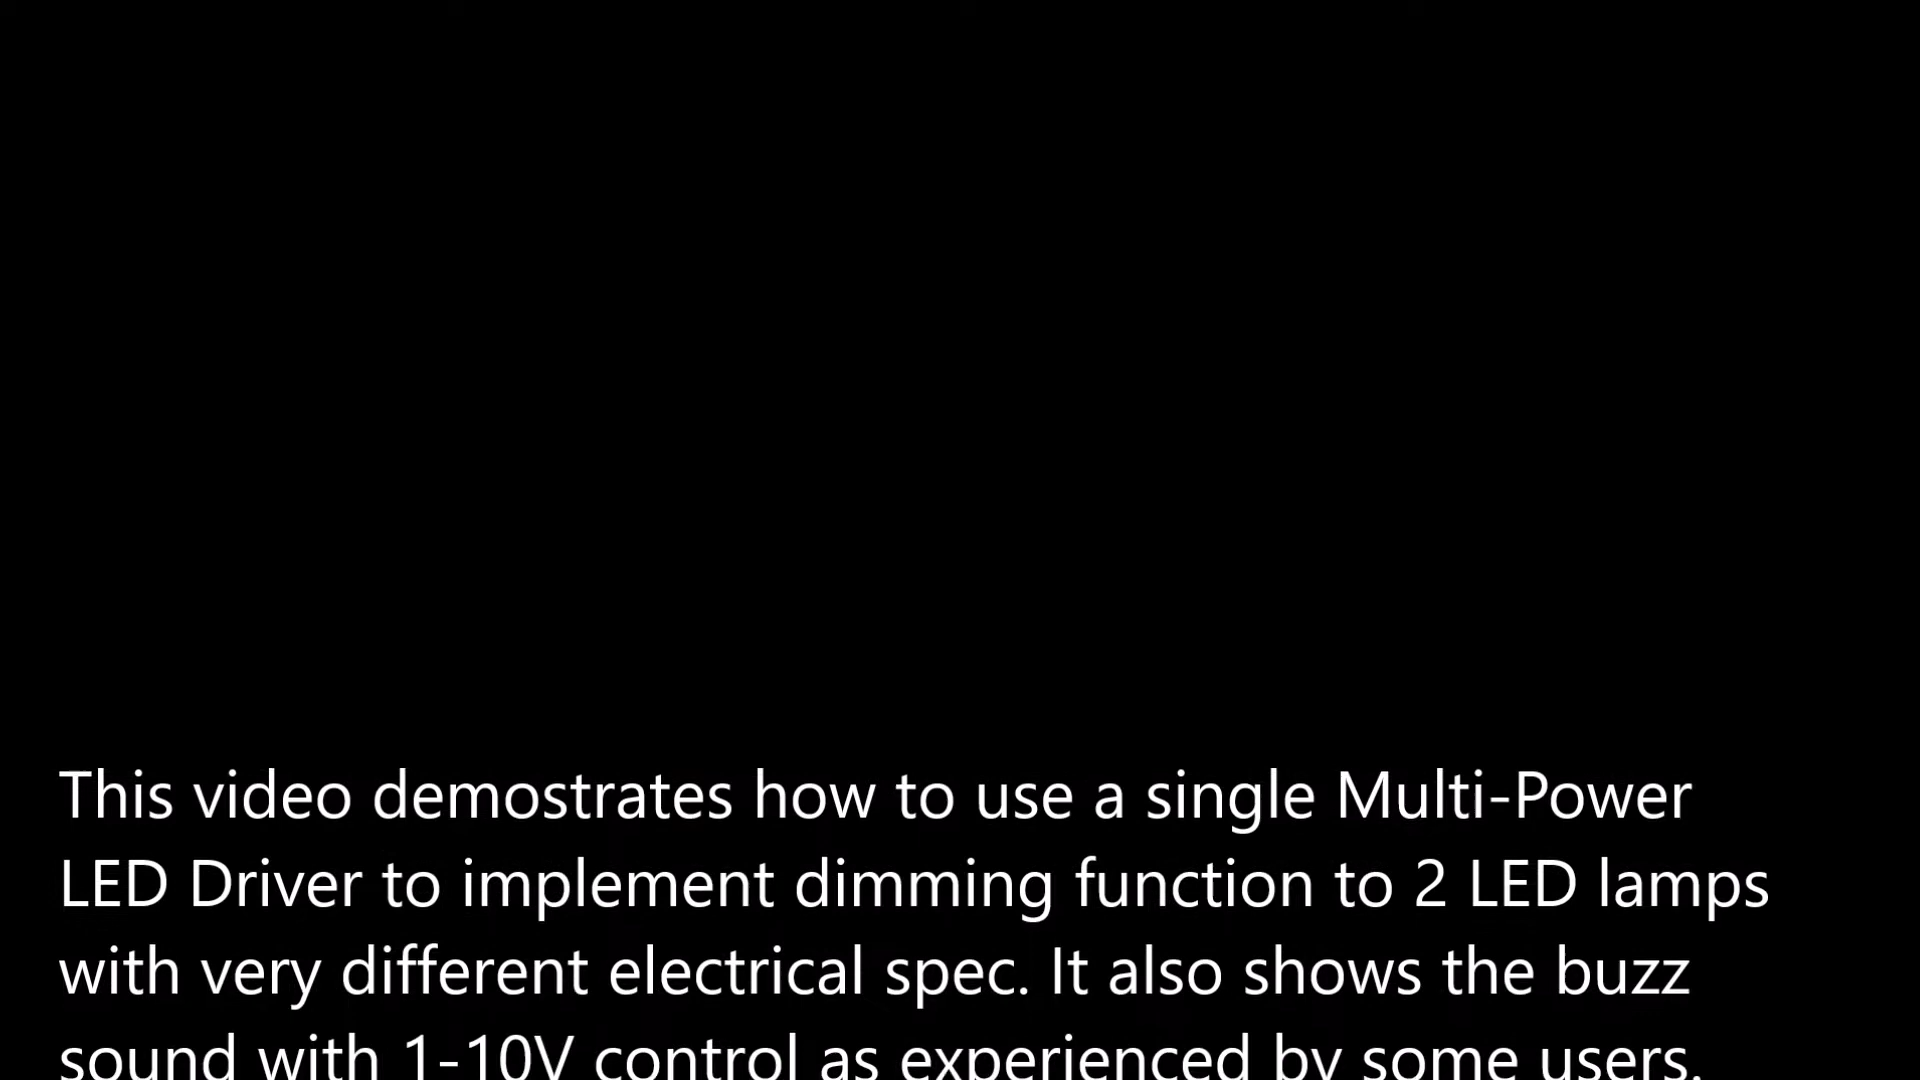 This video demostrates how to use a single Multi-Power
LED Driver to implement dimming function to 2 LED lamps
with very different electrical spec. It also shows the buzz
sound with 1-10V control as experienced by some users.